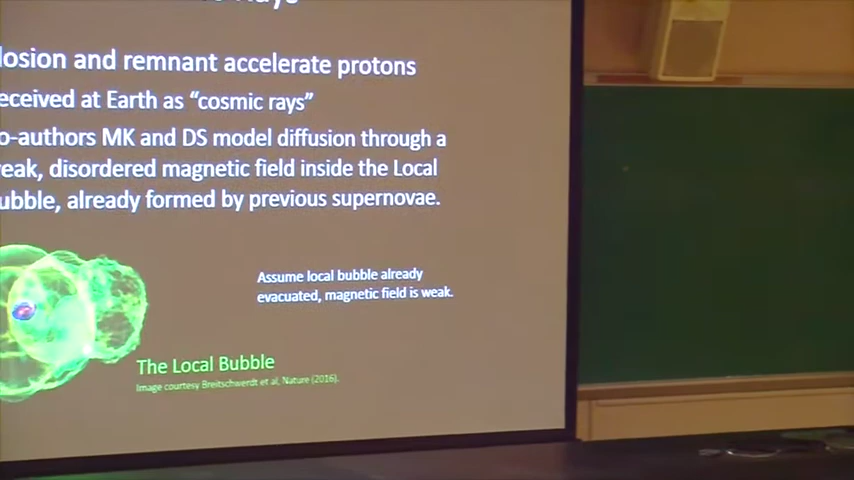 losion and remnant accelerate protons
eceived at Earth as “cosmic rays”
o-authors MK and DS model diffusion through a
eak, disordered magnetic field inside the Local
ubble, already formed by previous supernovae.
Assume local bubble already
evacuated, magnetic field is weak.
The Local Bubble
Image courtesy Breitschwerdt et al, Nature (2016).